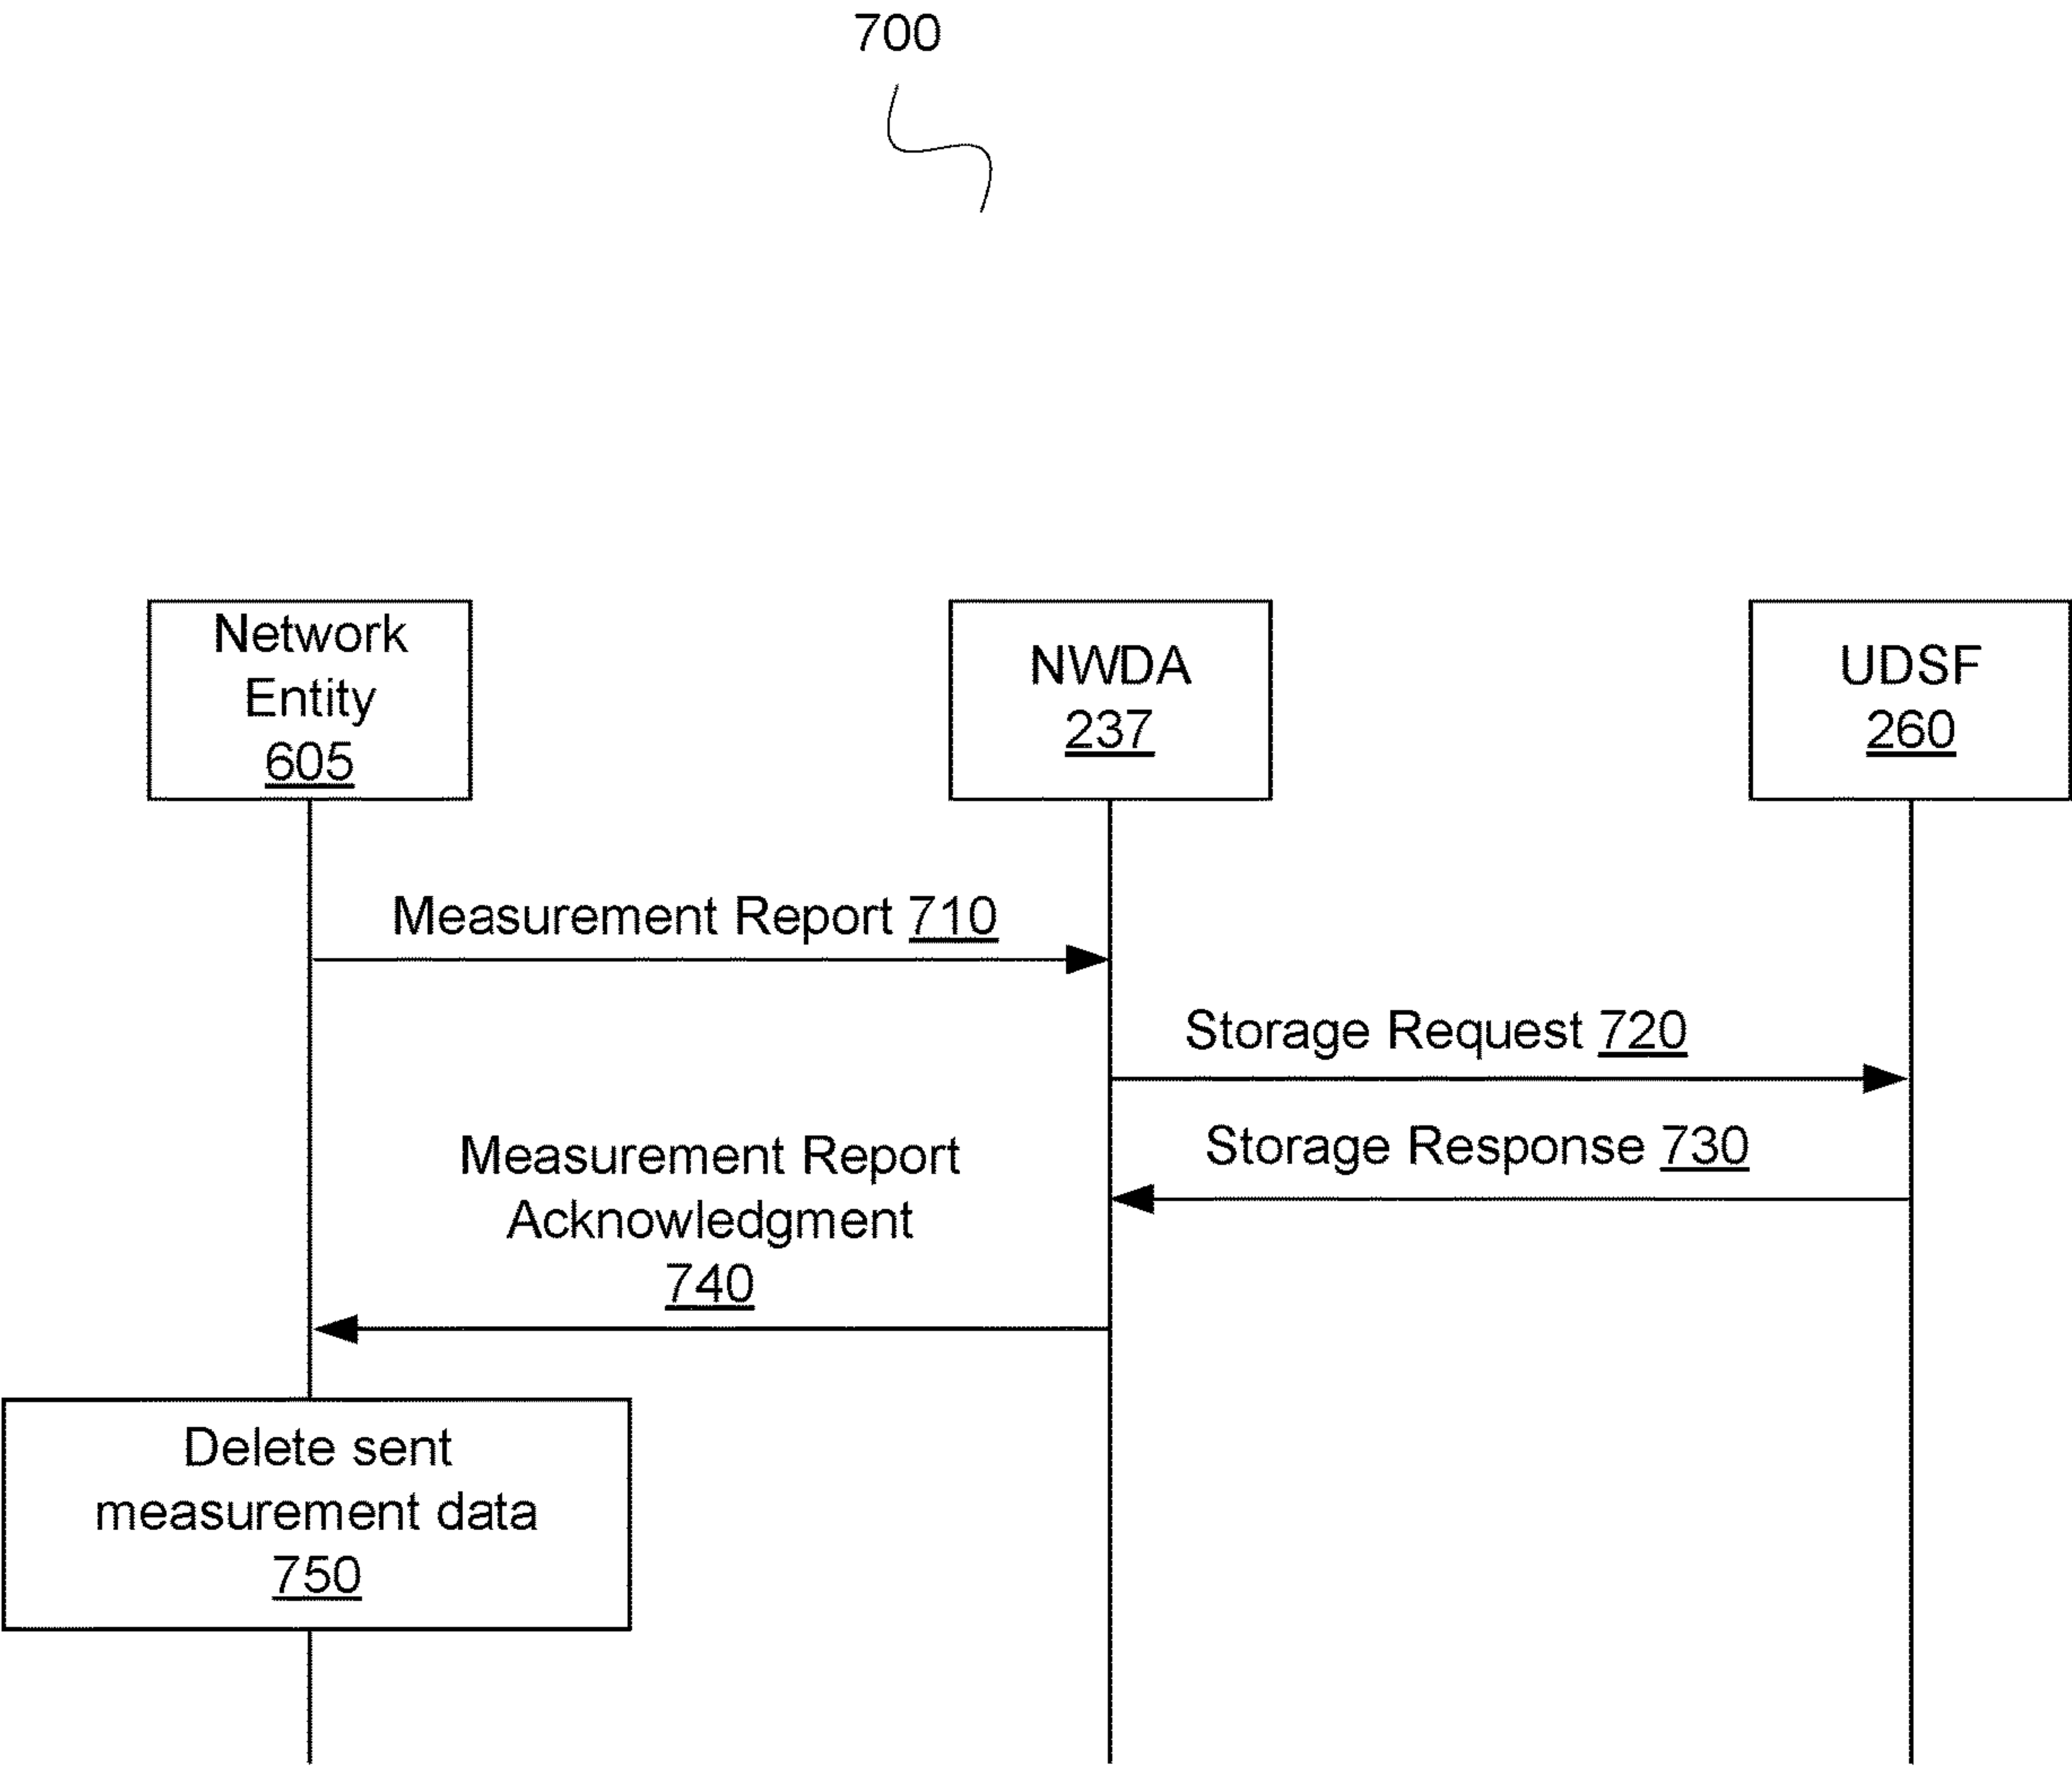 700
Network
Entity
605
NWDA
237
UDSF
260
Measurement Report 710
Storage Request 720
Storage Response 730
Measurement Report
Acknowledgment
740
Delete sent
measurement data
750